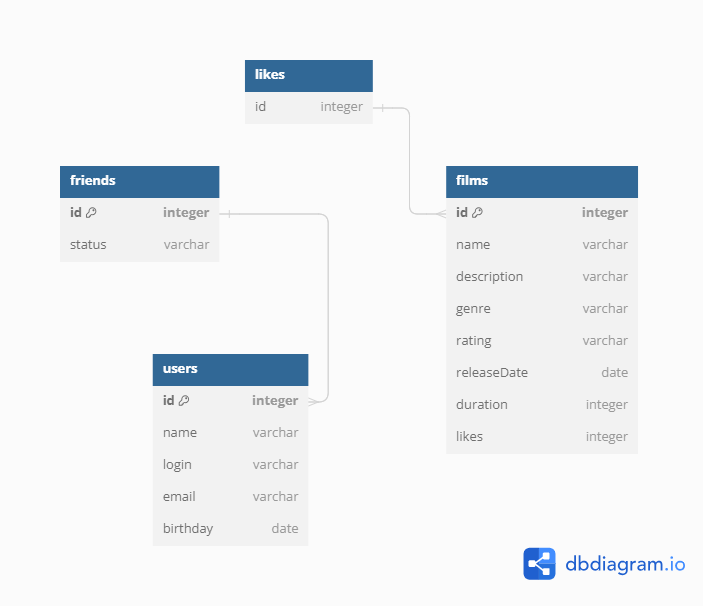 likes
id integer
friends
id integer
status varchar
films
id integer
name varchar
description varchar
genre varchar
rating varchar
releaseDate date
duration integer
likes integer
users
id integer
name varchar
login varchar
email varchar
birthday date
dbdiagram.io